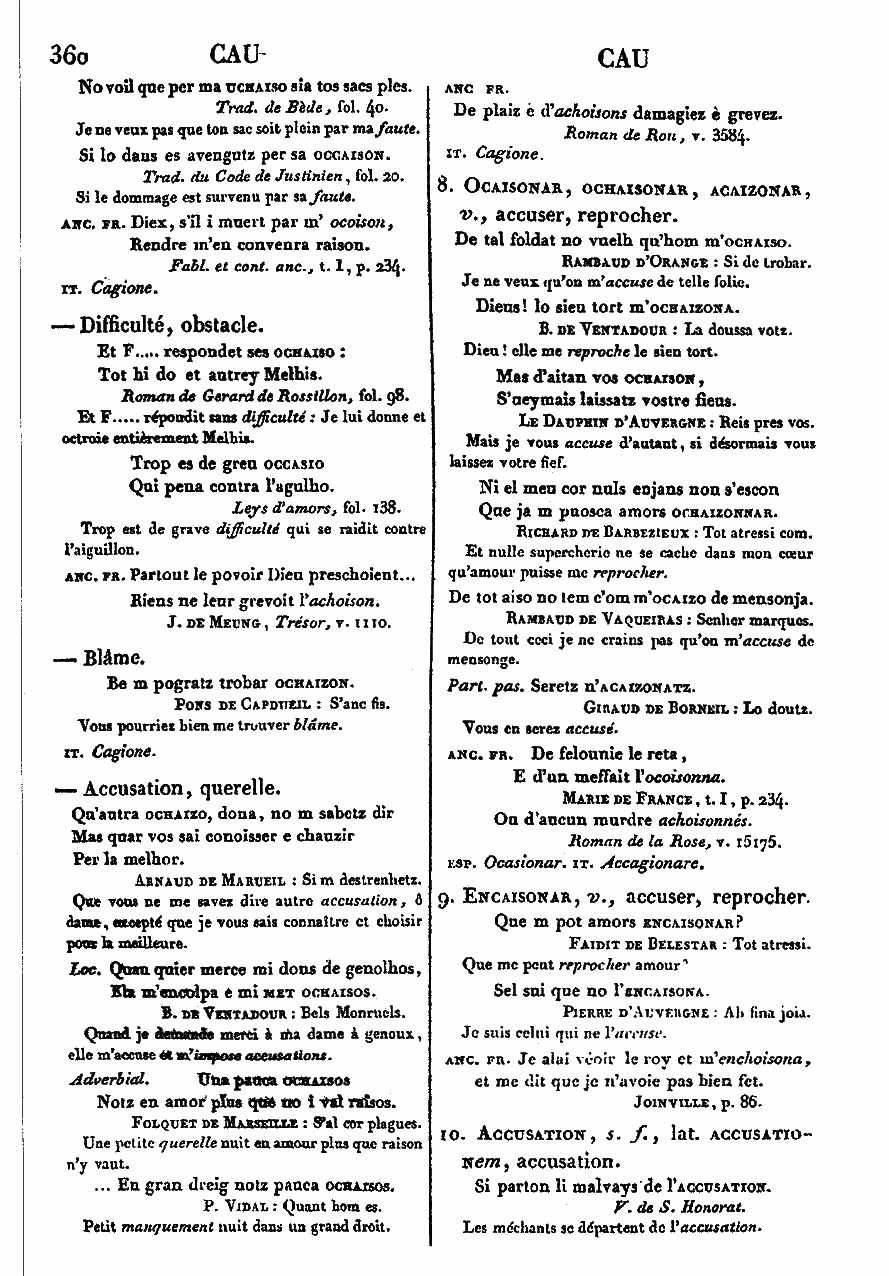 360 CAU-
No voil que per ma UCHAISO sia tos sacs ples.
Trad. de Bède, fol. 40.
Je ne veux pas que ton sac soit plein par ma faute.
Si lo dans es avengutz per sa OCCAISON.
Trad. du Code de Justinien, fol. 20.
Si le dommage est survenu par sa faute.
ANC. FR. Diex, s'il i muert par m' ocoison,
Rendre m'en convenra raison.
Fabl. et cont. anc., t. I, p. 234.
IT. Cagione.
— Difficulté, obstacle.
Et F..... respondet ses OCHAISO :
Tot hi do et autrey Melhis.
Roman de Gerard de Rossillon, fol. 98.
Et F..... répondit sans difficulté : Je lui donne et
octroie entièrement Melhis.
Trop es de greu OCCASIO
Qui pena contra l'agulho.
Leys d'amors, fol. 138.
Trop est de grave difficulté qui se raidit contre
l'aiguillon.
ANC. FR. Partout le povoir Dieu preschoient...
Riens ne leur grevoit l'achoison.
J. DE MEUNG, Trésor, v. 1110.
— Blâme.
Be m pogratz trobar OCHAIZON.
PONS DE CAPDUEIL : S'anc fis.
Vous pourriez bien me trouver blâme.
IT. Cagione.
— Accusation, querelle.
Qu'autra OCHAIZO, dona, no m sabetz dir
Mas quar vos sai conoisser e chauzir
Per la melhor.
ARNAUD DE MARUEIL : Si m destrenhetz.
Que vous ne me savez dire autre accusation, ô
dame, excepté que je vous sais connaître et choisir
pour la meilleure.
Loc. Quan quier merce mi dons de genolhos,
Ela m'encolpa e mi MET OCHAISOS.
B. DE VENTADOUR : Bels Monruels.
Quand je demande merci à ma dame à genoux,
elle m'accuse et m'impose accusations.
Adverbial. Una pauca OCHAISOS
Notz en amor plus que no i val raisos.
FOLQUET DE MARSEILLE : S'al cor plagues.
Une petite querelle nuit en amour plus que raison
n'y vaut.
... En gran dreig notz pauca OCHAISOS.
P. VIDAL : Quant hom es.
Petit manquement nuit dans un grand droit.
CAU
ANC FR.
De plaiz è d'achoisons damagiez è grevez.
Roman de Rou, v. 3584.
IT. Cagione.
8. OCAISONAR, OCHAISONAR, ACAIZONAR,
v., accuser, reprocher.
De tal foldat no vuelh qu'hom m'OCHAISO.
RAMBAUD D'ORANGE : Si de trobar.
Je ne veux qu'on m'accuse de telle folie.
Dieus! lo sieu tort m'OCHAIZONA.
B. DE VENTADOUR : La doussa votz.
Dieu! elle me reproche le sien tort.
Mas d'aitan vos OCHAISON,
S'ueymais laissatz vostre fieus.
LE DAUPHIN D'AUVERGNE : Reis pres vos.
Mais je vous accuse d'autant, si désormais vous
laissez votre fief.
Ni el meu cor nuls enjans non s'escon
Que ja m puosca amors OCHAIZONNAR.
RICHARD DE BARBEZIEUX : Tot atressi com.
Et nulle supercherie ne se cache dans mon cœur
qu'amour puisse me reprocher.
De tot aiso no tem c'om m'OCAIZO de mensonja.
RAMBAUD DE VAQUEIRAS : Senher marques.
De tout ceci je ne crains pas qu'on m'accuse de
mensonge.
Part. pas. Seretz n'ACAIZONATZ.
GIRAUD DE BORNEIL : Lo doutz.
Vous en serez accusé.
ANC. FR. De felounie le reta,
E d'un meffait l'ocoisonna.
MARIE DE FRANCE, t. I, p. 234.
Ou d'aucun murdre achoisonnés.
Roman de la Rose, v. 15175.
ESP. Ocasionar. IT. Accagionare.
9. ENCAISONAR, v., accuser, reprocher.
Que m pot amors ENCAISONAR?
FAIDIT DE BELESTAR : Tot atressi.
Que me peut reprocher amour?
Sel sui que no l'ENCAISONA.
PIERRE D'AUVERGNE : Ab fina joia.
Je suis celui qui ne l'accuse.
ANC. FR. Je alai véoir le roy et m'enchoisona,
et me dit que je n'avoie pas bien fet.
JOINVILLE, p. 86.
10. ACCUSATION, s. f., lat. ACCUSATIO-
Nem, accusation.
Si parton li malvays de l'ACCUSATION.
V. de S. Honorat.
Les méchants se départent de l'accusation.